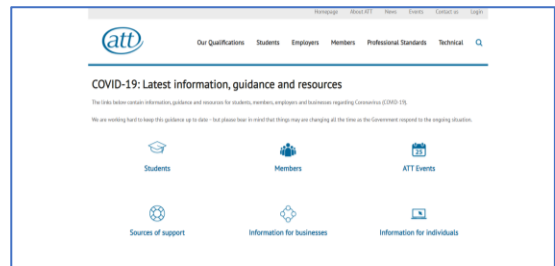 Homepage About ATT News Events Contact us Login
att
Our Qualifications Students Employers Members Professional Standards Technical
COVID-19: Latest information, guidance and resources
The links below contain information, guidance and resources for students, members, employers and businesses regarding Coronavirus (COVID-19).
We are working hard to keep this guidance up to date - but please bear in mind that things may are changing all the time as the Government respond to the ongoing situation.
25
Students Members ATT Events
Sources of support Information for businesses Information for individuals